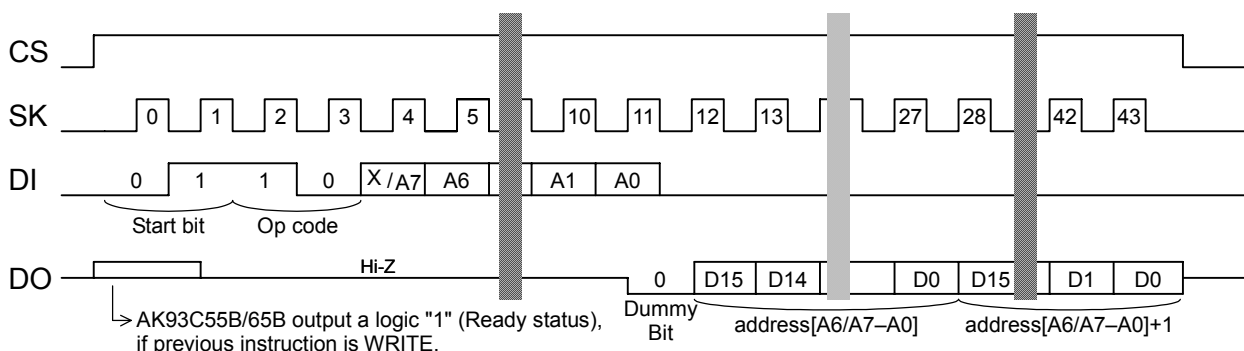 CS
SK 0 1 2 3 4 5 10 11 12 13 27 28 42 43
DI 0 1 1 0 X/A7 A6 A1 A0
Start bit Op code
DO Hi-Z 0 D15 D14 D0 D15 D1 D0
Dummy
Bit
address[A6/A7–A0] address[A6/A7–A0]+1
AK93C55B/65B output a logic "1" (Ready status),
if previous instruction is WRITE.